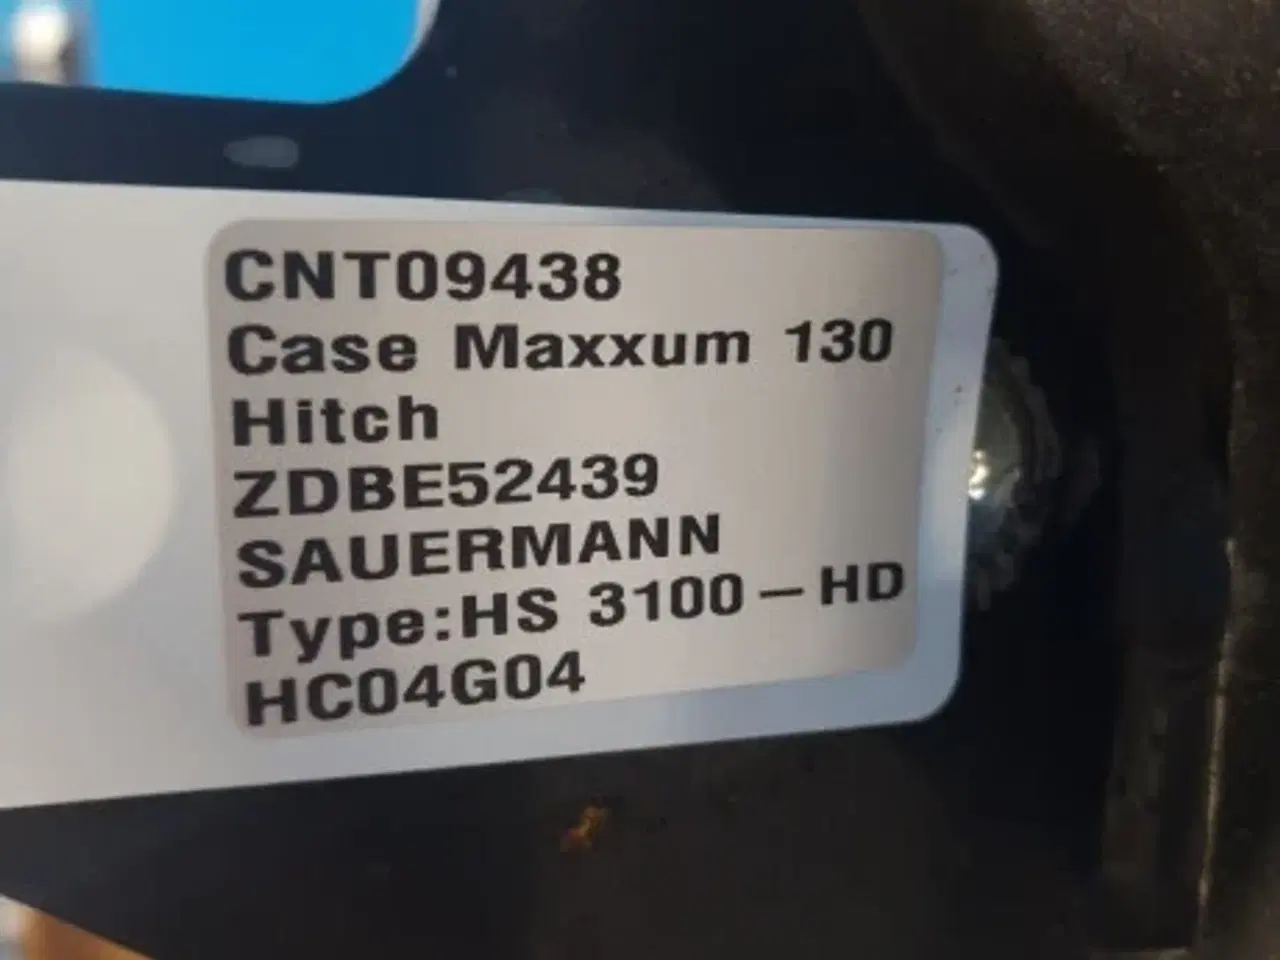 CNT09438
Case Maxxum 130
Hitch
ZDBE52439
SAUERMANN
Type:HS 3100-HD
HC04G04